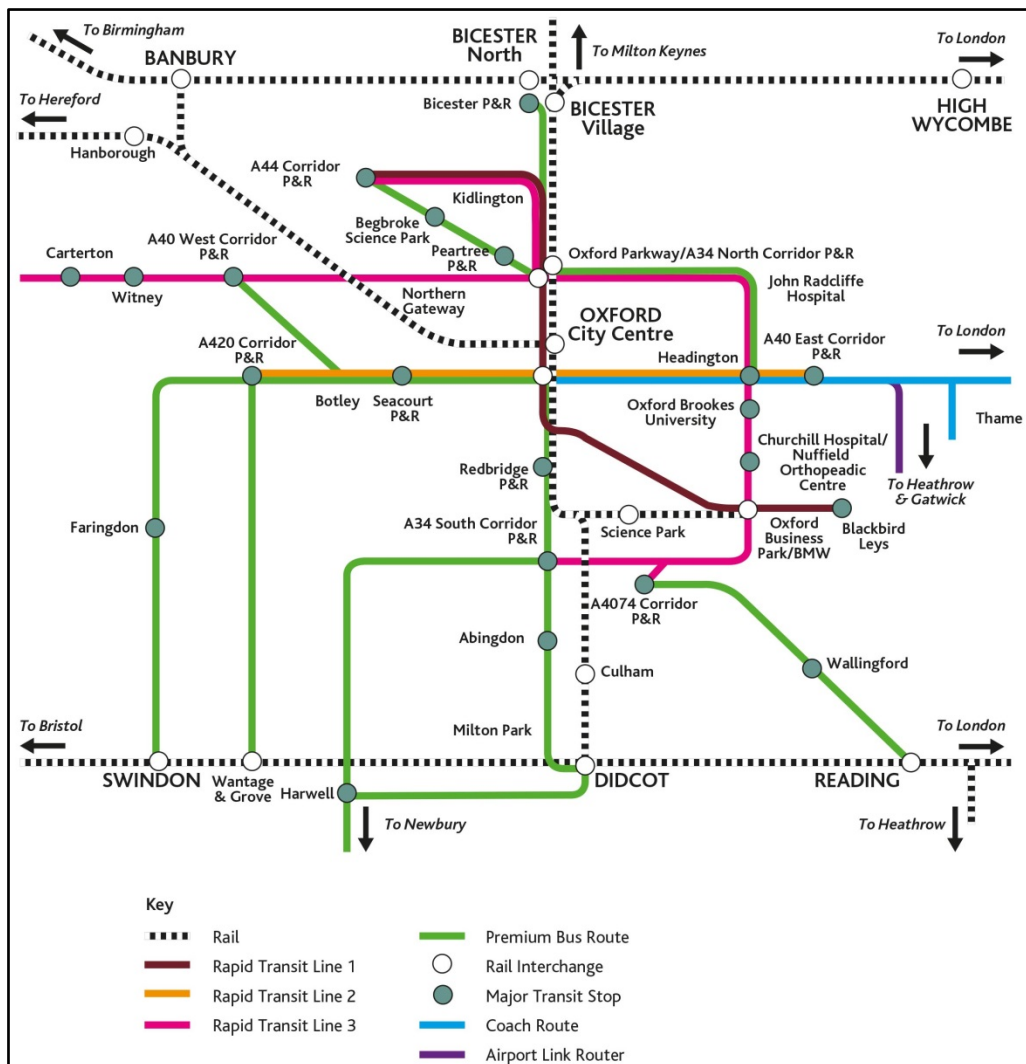 To Birmingham
BANBURY
BICESTER
North
To Milton Keynes
To London
Bicester P&R
BICESTER
Village
HIGH
WYCOMBE
To Hereford
Hanborough
A44 Corridor
P&R
Kidlington
Begbroke
Science Park
Peartree
P&R
Carterton
Witney
A40 West Corridor
P&R
Northern
Gateway
Oxford Parkway/A34 North Corridor P&R
John Radcliffe
Hospital
OXFORD
City Centre
A420 Corridor
P&R
Headington
A40 East Corridor
P&R
To London
Botley
Seacourt
P&R
Oxford Brookes
University
Thame
Redbridge
P&R
Churchill Hospital/
Nuffield
Orthopeadic
Centre
To Heathrow
& Gatwick
Faringdon
A34 South Corridor
P&R
Science Park
Oxford
Business
Park/BMW
Blackbird
Leys
A4074 Corridor
P&R
Abingdon
Culham
Wallingford
To Bristol
Milton Park
To London
SWINDON
Wantage
& Grove
Harwell
DIDCOT
READING
To Newbury
To Heathrow
Key
Rail
Rapid Transit Line 1
Rapid Transit Line 2
Rapid Transit Line 3
Premium Bus Route
Rail Interchange
Major Transit Stop
Coach Route
Airport Link Router